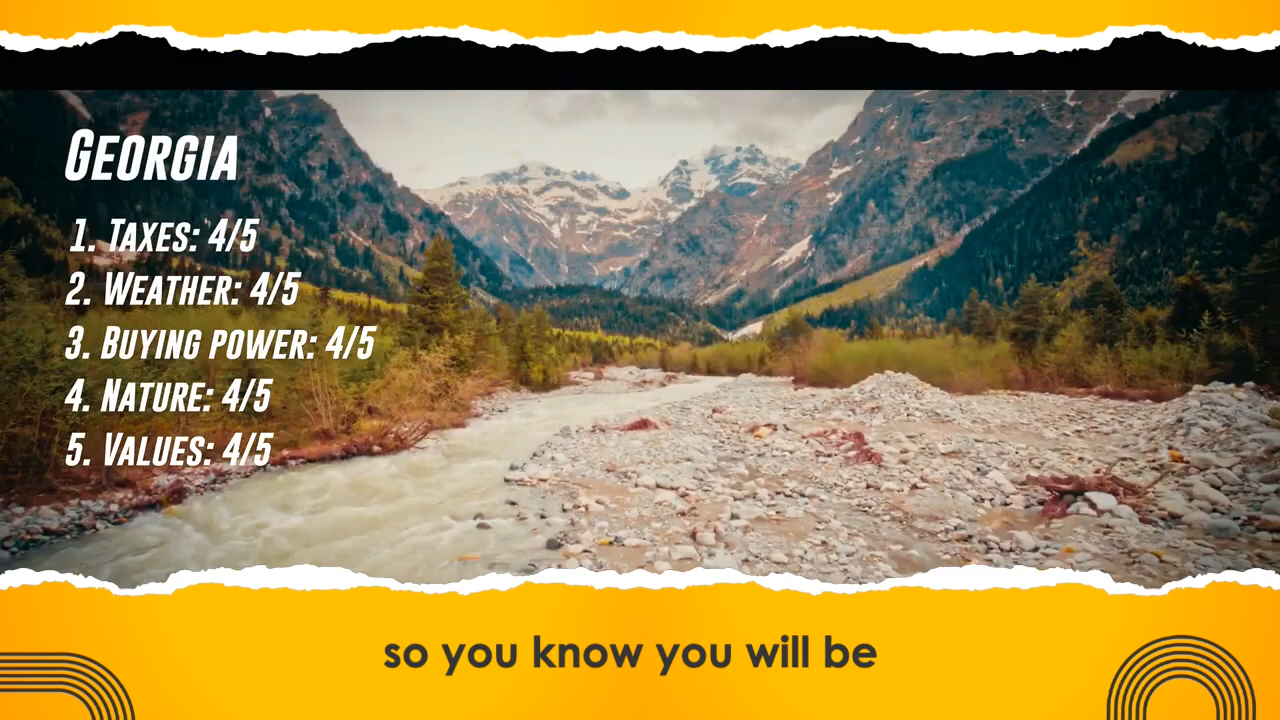 GEORGIA
1. TAXES: 4/5
2. WEATHER: 4/5
3. BUYING POWER: 4/5
4. NATURE: 4/5
5. VALUES: 4/5
so you know you will be